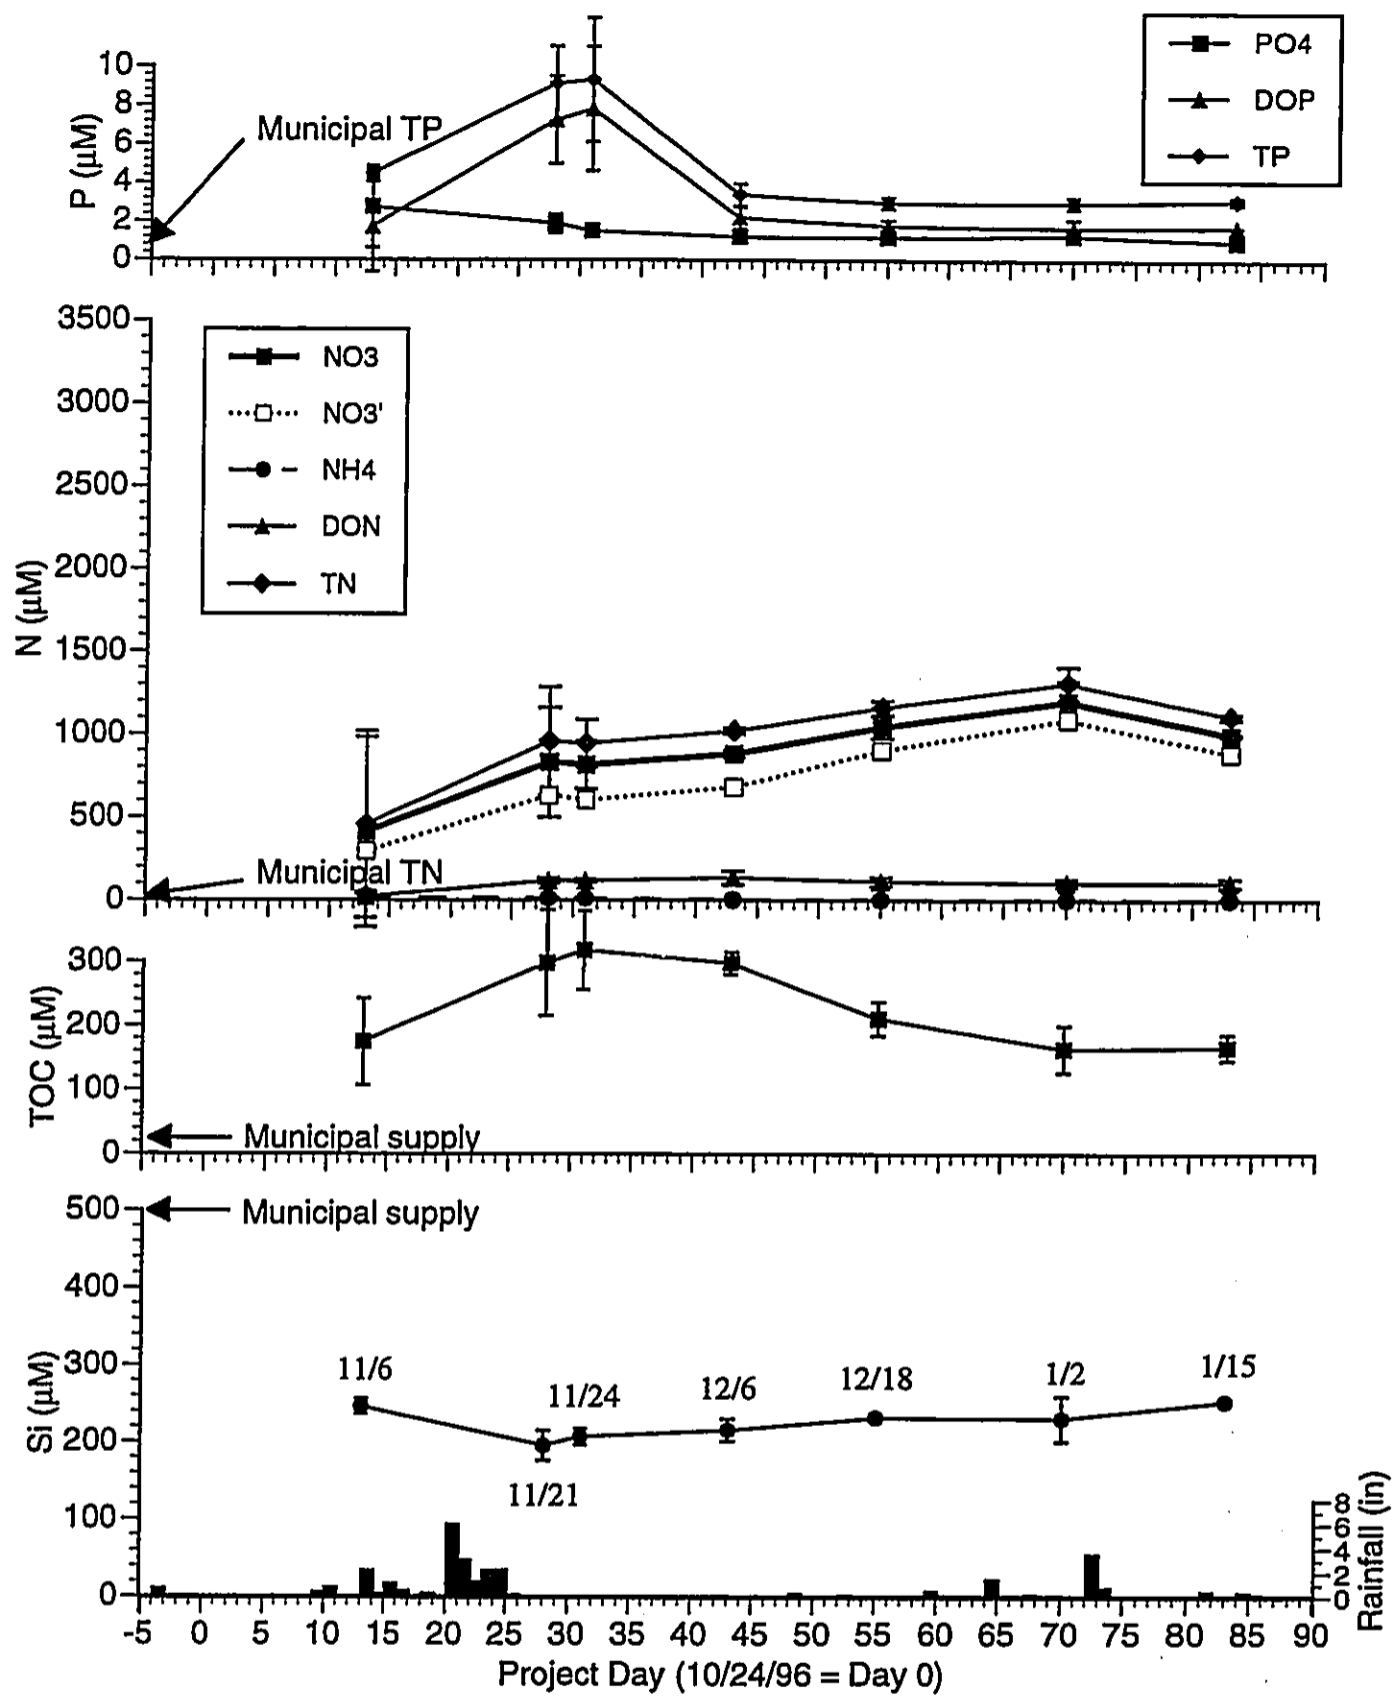 PO4
DOP
TP
10
8
6
4
2
0
P (μM)
Municipal TP
3500
3000
2500
2000
1500
1000
500
0
N (μM)
NO3
NO3'
NH4
DON
TN
Municipal TN
300
200
100
0
TOC (μM)
Municipal supply
500
400
300
200
100
0
Si (μM)
Municipal supply
11/6
11/21
11/24
12/6
12/18
1/2
1/15
8
6
4
2
0
Rainfall (in)
-5 0 5 10 15 20 25 30 35 40 45 50 55 60 65 70 75 80 85 90
Project Day (10/24/96 = Day 0)